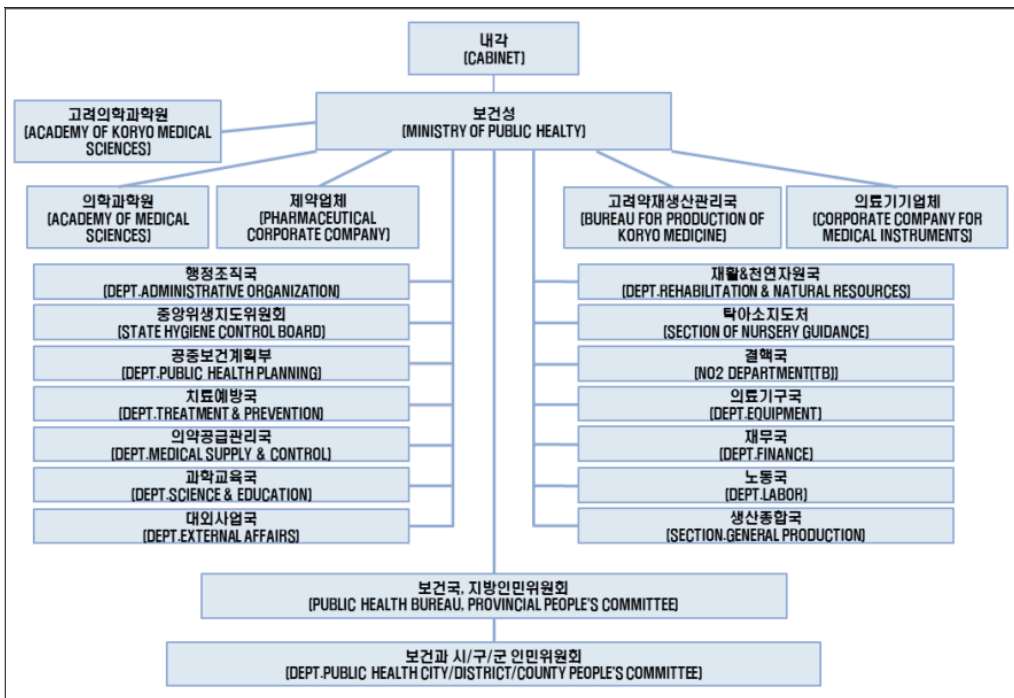 내각
(CABINET)
보건성
(MINISTRY OF PUBLIC HEALTY)
고려의학과학원
(ACADEMY OF KORYO MEDICAL
SCIENCES)
의학과학원
(ACADEMY OF MEDICAL
SCIENCES)
제약업체
(PHARMACEUTICAL
CORPORATE COMPANY)
고려약재생산관리국
(BUREAU FOR PRODUCTION OF
KORYO MEDICINE)
의료기기업체
(CORPORATE COMPANY FOR
MEDICAL INSTRUMENTS)
행정조직국
(DEPT.ADMINISTRATIVE ORGANIZATION)
중앙위생지도위원회
(STATE HYGIENE CONTROL BOARD)
공중보건계획부
(DEPT.PUBLIC HEALTH PLANNING)
치료예방국
(DEPT.TREATMENT & PREVENTION)
의약공급관리국
(DEPT.MEDICAL SUPPLY & CONTROL)
과학교육국
(DEPT.SCIENCE & EDUCATION)
대외사업국
(DEPT.EXTERNAL AFFAIRS)
재활&천연자원국
(DEPT.REHABILITATION & NATURAL RESOURCES)
탁아소지도처
(SECTION OF NURSERY GUIDANCE)
결핵국
(NO2 DEPARTMENT(TB))
의료기구국
(DEPT.EQUIPMENT)
재무국
(DEPT.FINANCE)
노동국
(DEPT.LABOR)
생산종합국
(SECTION.GENERAL PRODUCTION)
보건국, 지방인민위원회
(PUBLIC HEALTH BUREAU, PROVINCIAL PEOPLE'S COMMITTEE)
보건과 시/구/군 인민위원회
(DEPT.PUBLIC HEALTH CITY/DISTRICT/COUNTY PEOPLE'S COMMITTEE)